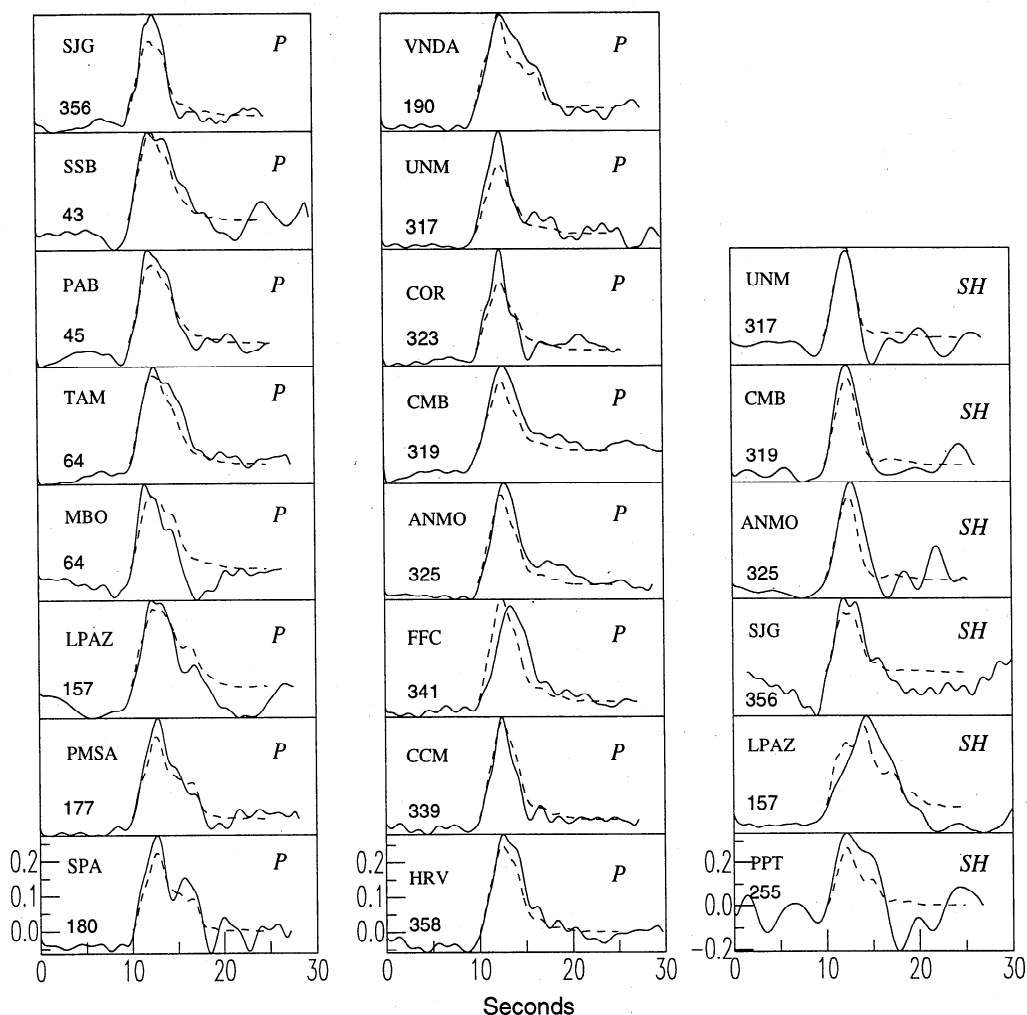 SJG P
356
SSB P
43
PAB P
45
TAM P
64
MBO P
64
LPAZ P
157
PMSA P
177
SPA P
180
0.2
0.1
0.0
0 10 20 30
VNDA P
190
UNM P
317
COR P
323
CMB P
319
ANMO P
325
FFC P
341
CCM P
339
HRV P
358
0.2
0.1
0.0
0 10 20 30
UNM SH
317
CMB SH
319
ANMO SH
325
SJG SH
356
LPAZ SH
157
PPT SH
255
0.2
0.0
-0.2
0 10 20 30
Seconds